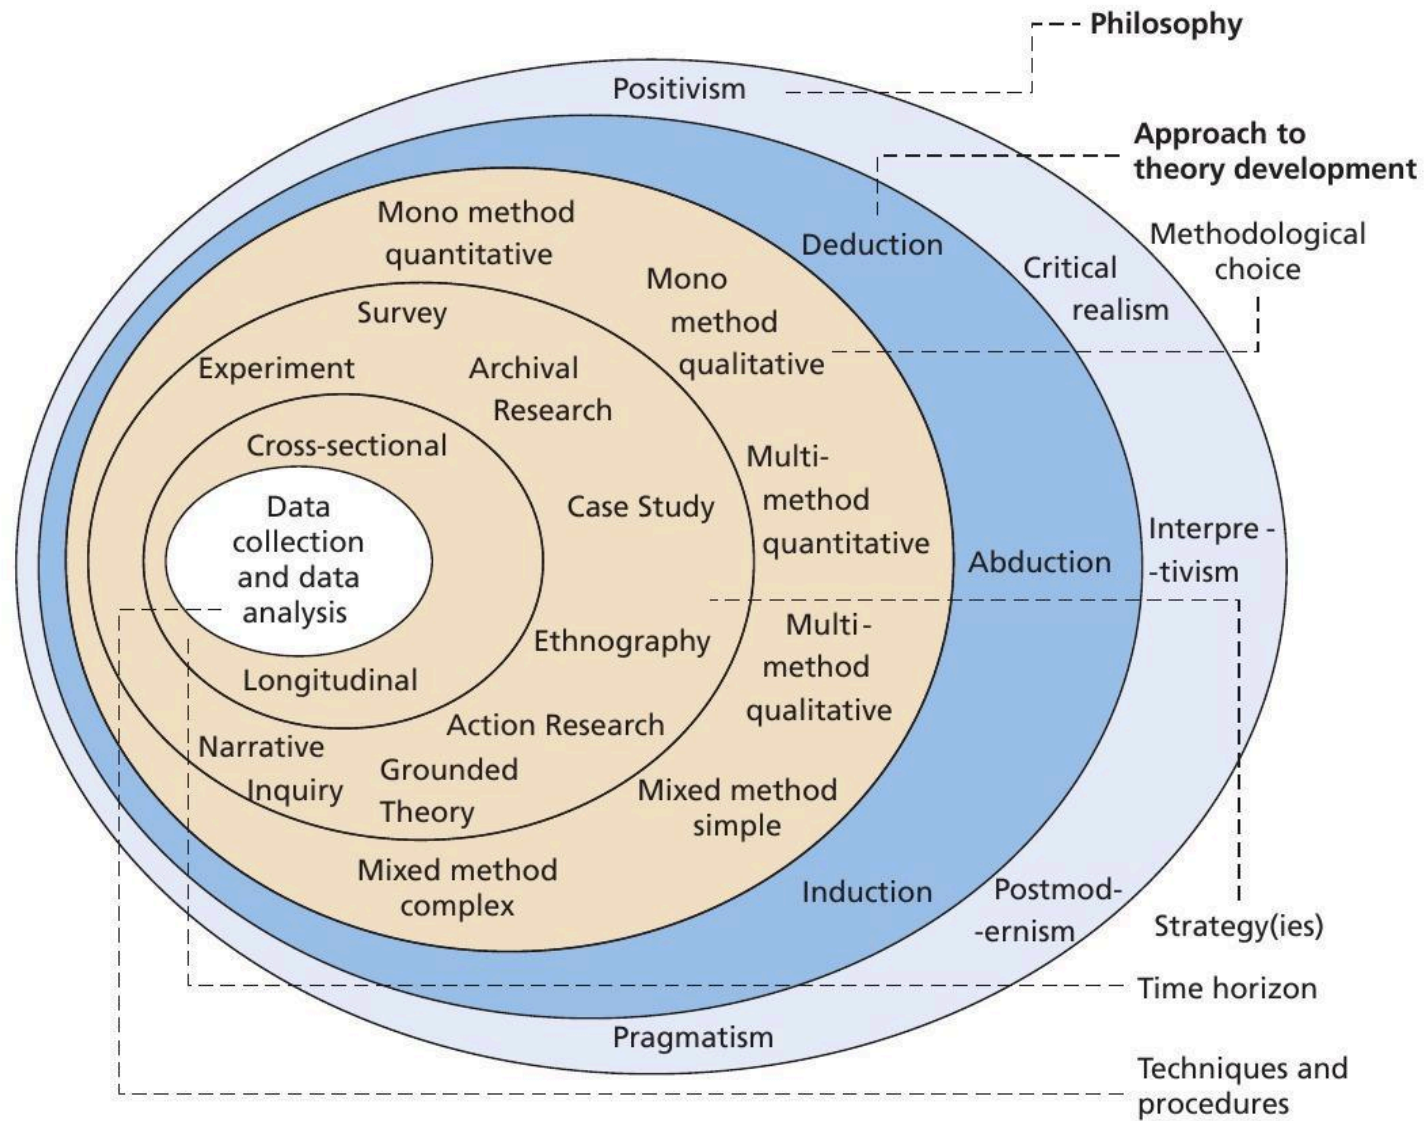 Philosophy
Positivism
Approach to
theory development
Mono method
quantitative
Deduction
Methodological
choice
Critical
realism
Mono
method
qualitative
Survey
Experiment
Archival
Research
Cross-sectional
Multi-
method
quantitative
Data
collection
and data
analysis
Case Study
Abduction
Interpre -
-tivism
Ethnography
Multi-
method
qualitative
Longitudinal
Action Research
Narrative
Inquiry
Grounded
Theory
Mixed method
simple
Mixed method
complex
Induction
Postmod-
-ernism
Strategy(ies)
Time horizon
Pragmatism
Techniques and
procedures